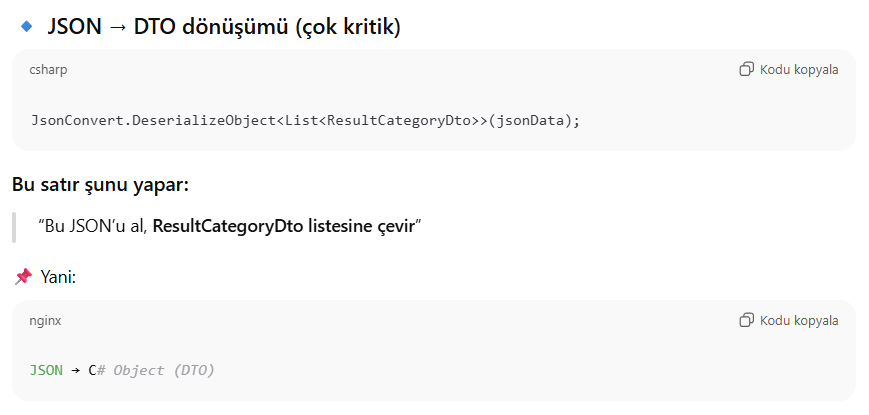 JSON → DTO dönüşümü (çok kritik)
csharp Kodu kopyala
JsonConvert.DeserializeObject<List<ResultCategoryDto>>(jsonData);
Bu satır şunu yapar:
“Bu JSON’u al, ResultCategoryDto listesine çevir”
📌 Yani:
nginx Kodu kopyala
JSON → C# Object (DTO)